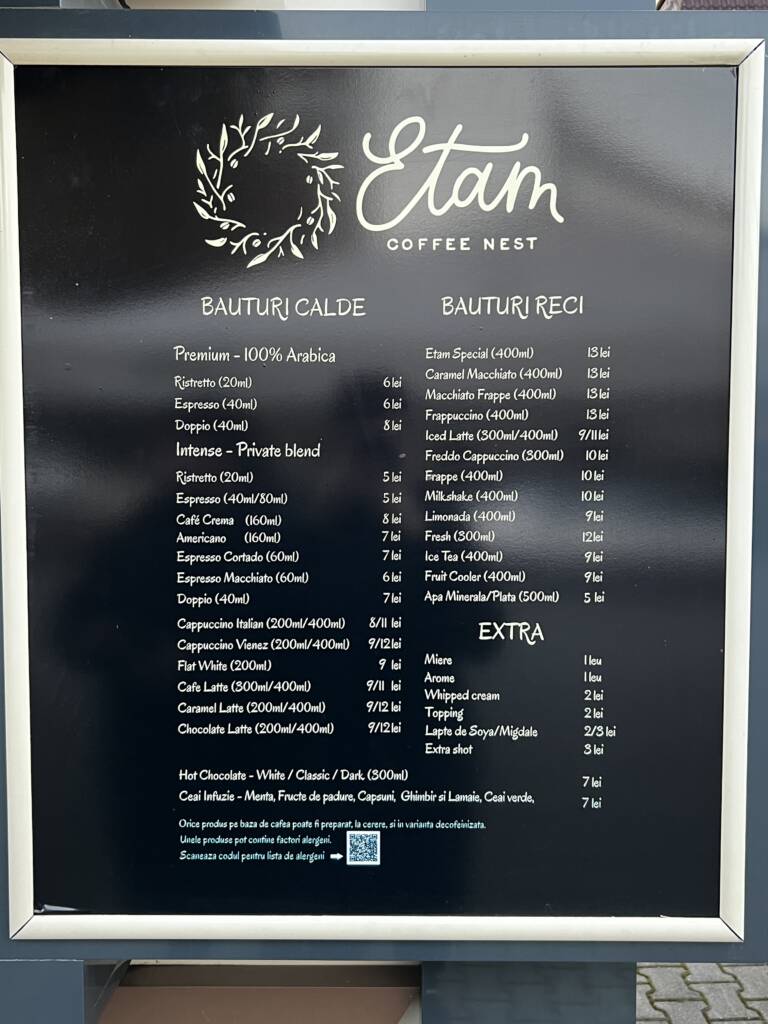 Etam
COFFEE NEST
BAUTURI CALDE
Premium - 100% Arabica
Ristretto (20ml) 6 lei
Espresso (40ml) 6 lei
Doppio (40ml) 8 lei
Intense - Private blend
Ristretto (20ml) 5 lei
Espresso (40ml/80ml) 5 lei
Café Crema (160ml) 8 lei
Americano (160ml) 7 lei
Espresso Cortado (60ml) 7 lei
Espresso Macchiato (60ml) 6 lei
Doppio (40ml) 7 lei
Cappuccino Italian (200ml/400ml) 8/11 lei
Cappuccino Vienez (200ml/400ml) 9/12 lei
Flat White (200ml) 9 lei
Cafe Latte (300ml/400ml) 9/11 lei
Caramel Latte (200ml/400ml) 9/12 lei
Chocolate Latte (200ml/400ml) 9/12 lei
BAUTURI RECI
Etam Special (400ml) 13 lei
Caramel Macchiato (400ml) 13 lei
Macchiato Frappe (400ml) 13 lei
Frappuccino (400ml) 13 lei
Iced Latte (300ml/400ml) 9/11 lei
Freddo Cappuccino (300ml) 10 lei
Frappe (400ml) 10 lei
Milkshake (400ml) 10 lei
Limonada (400ml) 9 lei
Fresh (300ml) 12 lei
Ice Tea (400ml) 9 lei
Fruit Cooler (400ml) 9 lei
Apa Minerala/Plata (500ml) 5 lei
EXTRA
Miere 1 leu
Arome 1 leu
Whipped cream 2 lei
Topping 2 lei
Lapte de Soya/Migdale 2/3 lei
Extra shot 3 lei
Hot Chocolate - White / Classic / Dark (300ml) 7 lei
Ceai Infuzie - Menta, Fructe de padure, Capsuni, Ghimbir si Lamaie, Ceai verde, 7 lei
Orice produs pe baza de cafea poate fi preparat, la cerere, si in varianta decofeinizata.
Unele produse pot contine factori alergeni.
Scaneaza codul pentru lista de alergeni